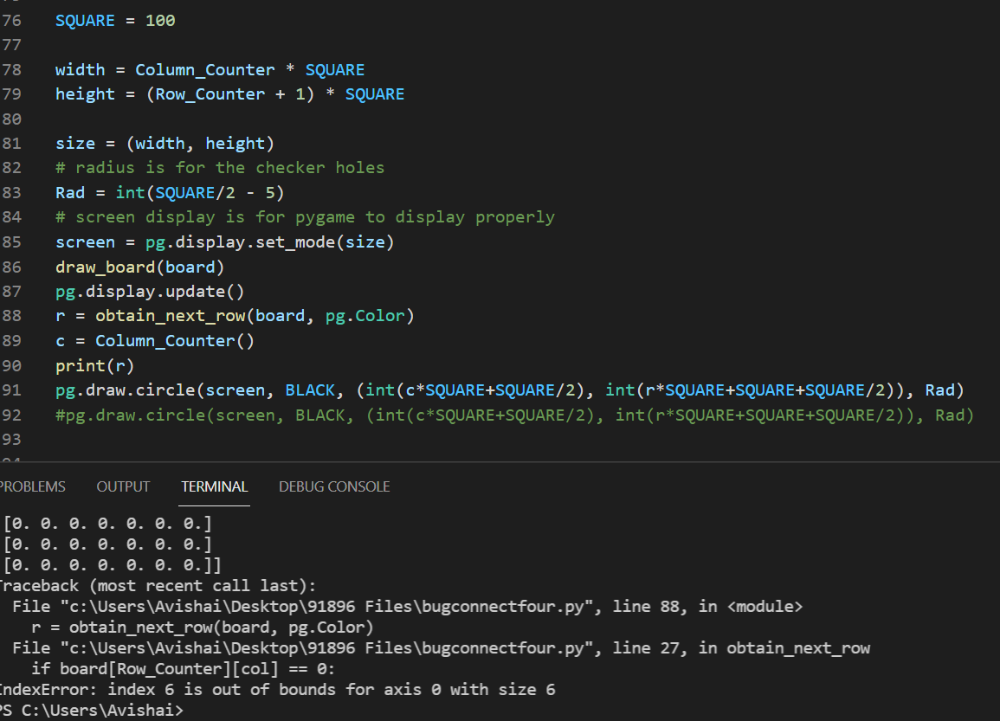 76 SQUARE = 100
77
78 width = Column_Counter * SQUARE
79 height = (Row_Counter + 1) * SQUARE
80
81 size = (width, height)
82 # radius is for the checker holes
83 Rad = int(SQUARE/2 - 5)
84 # screen display is for pygame to display properly
85 screen = pg.display.set_mode(size)
86 draw_board(board)
87 pg.display.update()
88 r = obtain_next_row(board, pg.Color)
89 c = Column_Counter()
90 print(r)
91 pg.draw.circle(screen, BLACK, (int(c*SQUARE+SQUARE/2), int(r*SQUARE+SQUARE+SQUARE/2)), Rad)
92 #pg.draw.circle(screen, BLACK, (int(c*SQUARE+SQUARE/2), int(r*SQUARE+SQUARE+SQUARE/2)), Rad)
93
PROBLEMS OUTPUT TERMINAL DEBUG CONSOLE
[0. 0. 0. 0. 0. 0. 0.]
[0. 0. 0. 0. 0. 0. 0.]
[0. 0. 0. 0. 0. 0. 0.]]
Traceback (most recent call last):
File "c:\Users\Avishai\Desktop\91896 Files\bugconnectfour.py", line 88, in <module>
r = obtain_next_row(board, pg.Color)
File "c:\Users\Avishai\Desktop\91896 Files\bugconnectfour.py", line 27, in obtain_next_row
if board[Row_Counter][col] == 0:
IndexError: index 6 is out of bounds for axis 0 with size 6
PS C:\Users\Avishai>